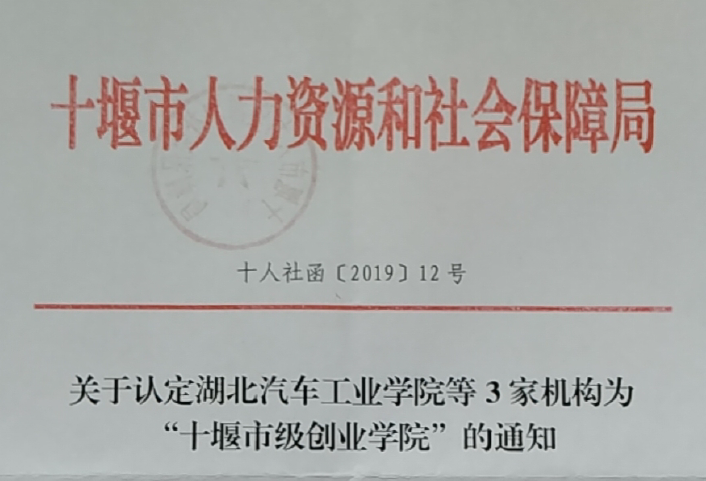 十堰市人力资源和社会保障局
十人社函〔2019〕12号
关于认定湖北汽车工业学院等3家机构为
“十堰市级创业学院”的通知